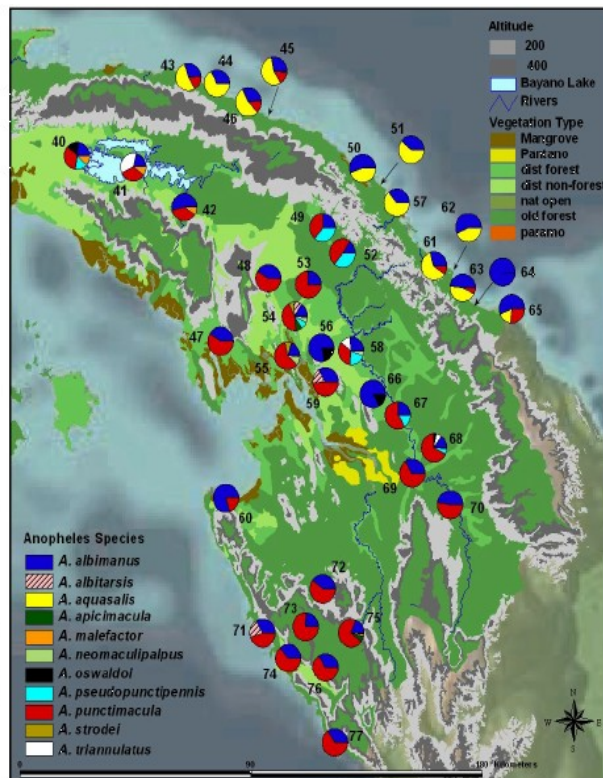 43
44
45
46
40
41
42
50
51
57
62
49
52
61
63
64
65
48
53
54
47
55
56
58
59
66
67
68
69
70
60
72
73
71
75
74
76
77
Altitude
200
400
Bayano Lake
Rivers
Vegetation Type
Mangrove
Pantano
dist forest
dist non-forest
nat open
old forest
paramo
Anopheles Species
A. albimanus
A. albitarsis
A. aquasalis
A. apicimacula
A. malefactor
A. neomaculipalpus
A. oswaldoi
A. pseudopunctipennis
A. punctimacula
A. strodei
A. triannulatus
N
W E
S
0 90 180 Kilometers